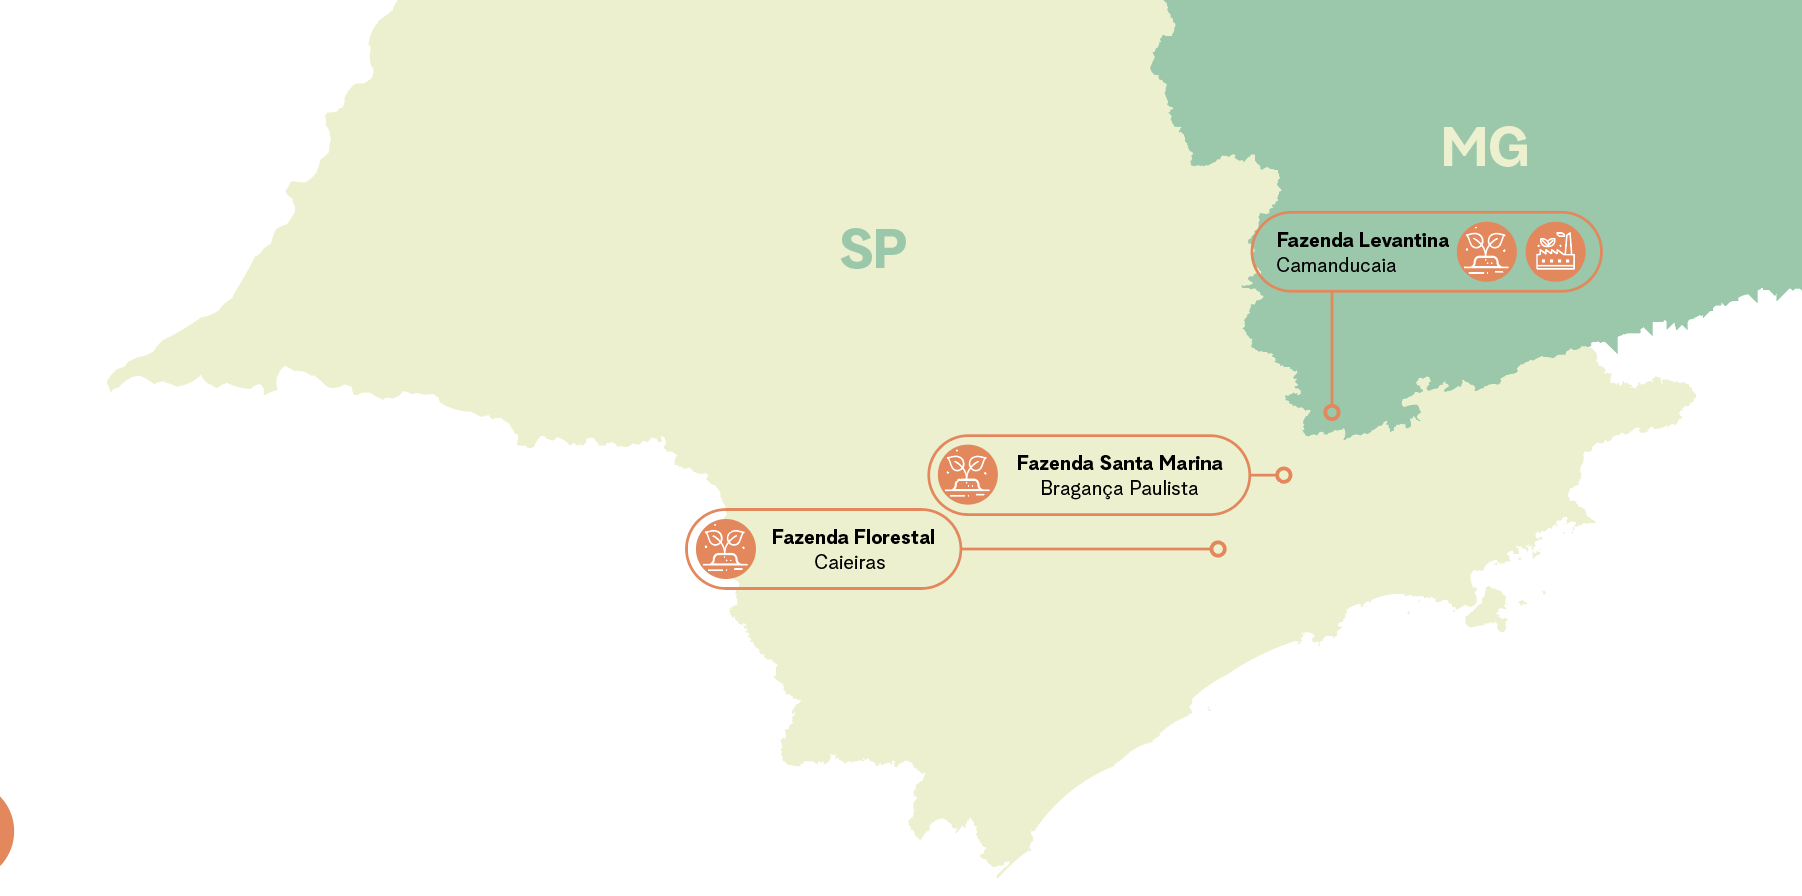 MG
SP
Fazenda Levantina
Camanducaia
Fazenda Santa Marina
Bragança Paulista
Fazenda Florestal
Caieiras